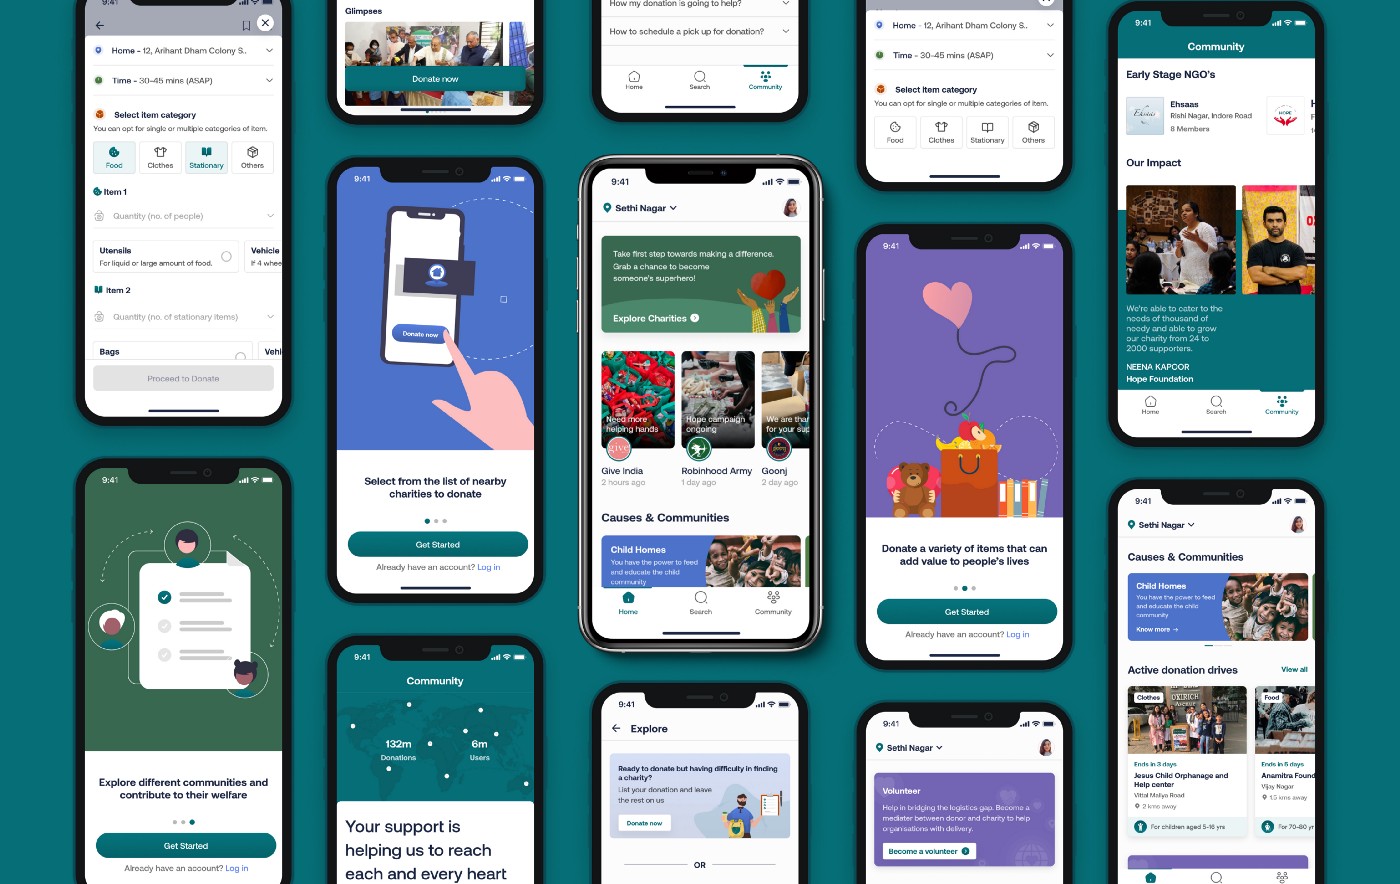 Home - 12, Arihant Dham Colony S..
Time - 30-45 mins (ASAP)
Select item category
You can opt for single or multiple categories of item.
Food
Clothes
Stationary
Others
Item 1
Quantity (no. of people)
Utensils
For liquid or large amount of food.
Vehicle
If 4 whee
Item 2
Quantity (no. of stationary items)
Bags
Vehi
Proceed to Donate
9:41
Explore different communities and
contribute to their welfare
Get Started
Already have an account? Log in
Glimpses
Donate now
9:41
Donate now
Select from the list of nearby
charities to donate
Get Started
Already have an account? Log in
9:41
Community
132m
Donations
6m
Users
Your support is
helping us to reach
each and every heart
How my donation is going to help?
How to schedule a pick up for donation?
Home
Search
Community
9:41
Sethi Nagar
Take first step towards making a difference.
Grab a chance to become
someone's superhero!
Explore Charities
Need more
helping hands
give
Give India
2 hours ago
Hope campaign
ongoing
Robinhood Army
1 day ago
We are than
for your sup
Goonj
2 day ago
Causes & Communities
Child Homes
You have the power to feed
and educate the child
community
Home
Search
Community
9:41
Explore
Ready to donate but having difficulty in finding
a charity?
List your donation and leave
the rest on us
Donate now
OR
Home - 12, Arihant Dham Colony S..
Time - 30-45 mins (ASAP)
Select item category
You can opt for single or multiple categories of item.
Food
Clothes
Stationary
Others
9:41
Donate a variety of items that can
add value to people's lives
Get Started
Already have an account? Log in
9:41
Sethi Nagar
Volunteer
Help in bridging the logistics gap. Become a
mediater between donor and charity to help
organisations with delivery.
Become a volunteer
9:41
Community
Early Stage NGO's
Ehsaas
Rishi Nagar, Indore Road
8 Members
HOPE
Our Impact
We're able to cater to the
needs of thousand of
needy and able to grow
our charity from 24 to
2000 supporters.
NEENA KAPOOR
Hope Foundation
Home
Search
Community
9:41
Sethi Nagar
Causes & Communities
Child Homes
You have the power to feed
and educate the child
community
Know more →
Active donation drives
View all
Clothes
Ends in 3 days
Jesus Child Orphanage and
Help center
Vittal Mallya Road
2 kms away
For children aged 5-16 yrs
Food
Ends in 5 days
Anamitra Found
Vijay Nagar
1.5 kms away
For 70-80 yr